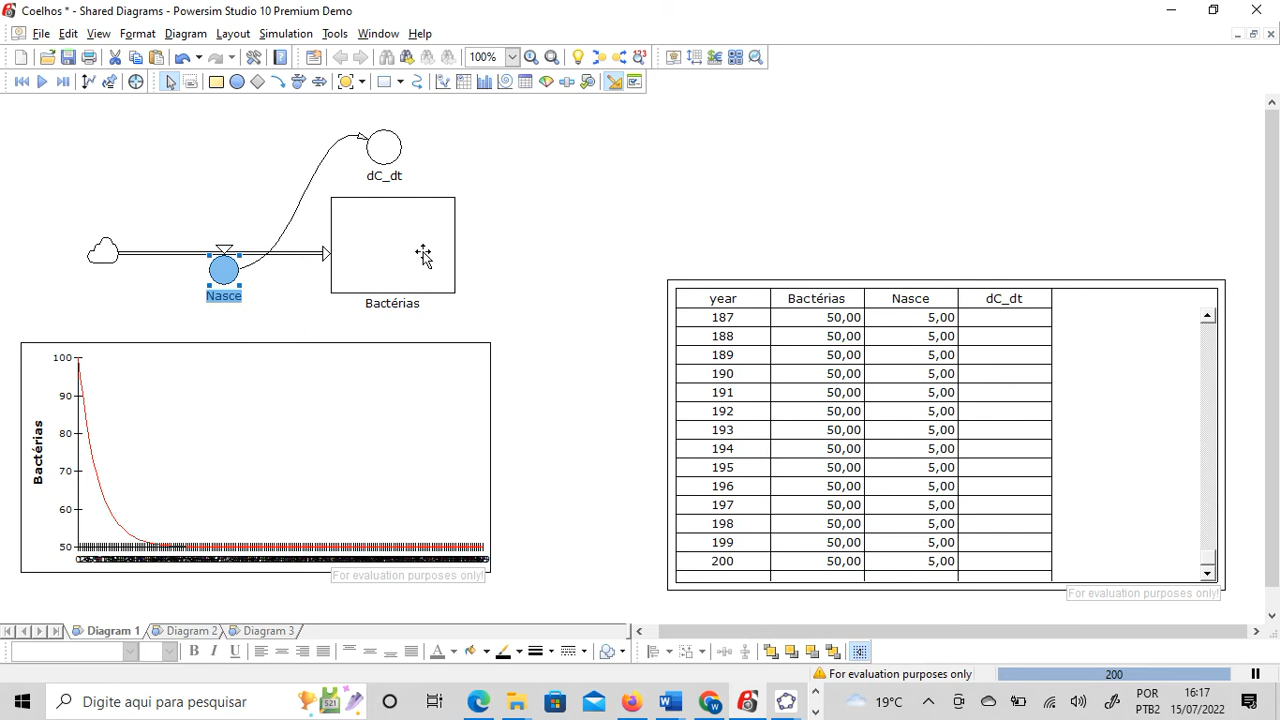 Coelhos * - Shared Diagrams - Powersim Studio 10 Premium Demo
File Edit View Format Diagram Layout Simulation Tools Window Help
100%
dC_dt
Nasce
Bactérias
100
90
80
70
60
50
Bactérias
For evaluation purposes only!
year Bactérias Nasce dC_dt
187 50,00 5,00
188 50,00 5,00
189 50,00 5,00
190 50,00 5,00
191 50,00 5,00
192 50,00 5,00
193 50,00 5,00
194 50,00 5,00
195 50,00 5,00
196 50,00 5,00
197 50,00 5,00
198 50,00 5,00
199 50,00 5,00
200 50,00 5,00
For evaluation purposes only!
Diagram 1 Diagram 2 Diagram 3
B I U
For evaluation purposes only 200
Digite aqui para pesquisar
19°C
POR
PTB2
16:17
15/07/2022